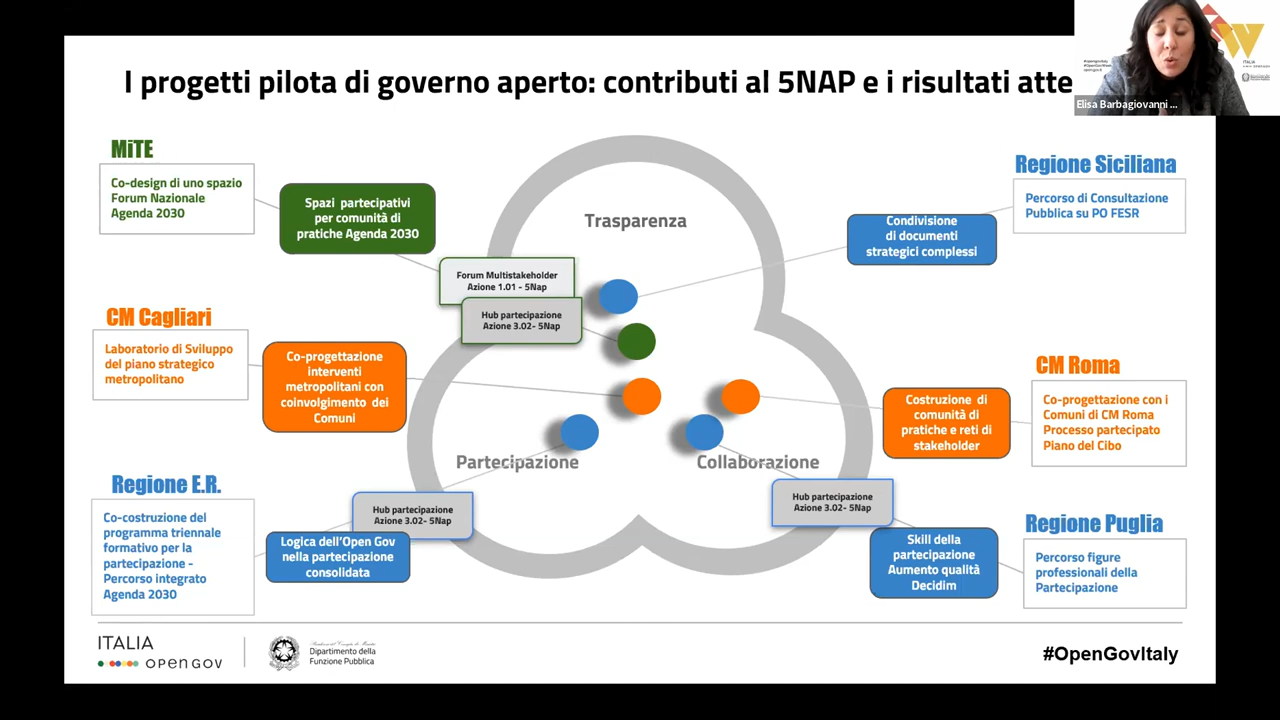 I progetti pilota di governo aperto: contributi al 5NAP e i risultati atte
Elisa Barbagiovanni ...
MiTE
Co-design di uno spazio
Forum Nazionale
Agenda 2030
Spazi partecipativi
per comunità di
pratiche Agenda 2030
Forum Multistakeholder
Azione 1.01 - 5Nap
Hub partecipazione
Azione 3.02- 5Nap
Trasparenza
Regione Siciliana
Percorso di Consultazione
Pubblica su PO FESR
Condivisione
di documenti
strategici complessi
CM Cagliari
Laboratorio di Sviluppo
del piano strategico
metropolitano
Co-progettazione
interventi
metropolitani con
coinvolgimento dei
Comuni
CM Roma
Co-progettazione con i
Comuni di CM Roma
Processo partecipato
Piano del Cibo
Costruzione di
comunità di
pratiche e reti di
stakeholder
Partecipazione
Collaborazione
Regione E.R.
Co-costruzione del
programma triennale
formativo per la
partecipazione -
Percorso integrato
Agenda 2030
Hub partecipazione
Azione 3.02- 5Nap
Logica dell'Open Gov
nella partecipazione
consolidata
Hub partecipazione
Azione 3.02- 5Nap
Skill della
partecipazione
Aumento qualità
Decidim
Regione Puglia
Percorso figure
professionali della
Partecipazione
ITALIA
OPEN GOV
Dipartimento della
Funzione Pubblica
#OpenGovItaly